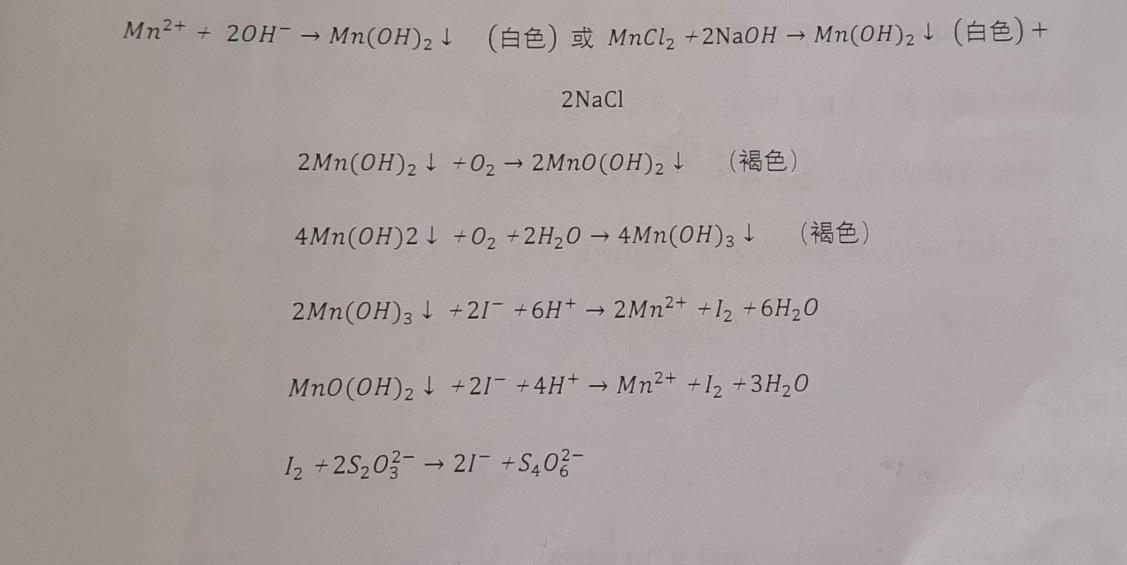 Mn²⁺ + 2OH⁻ → Mn(OH)₂↓ （白色）或 MnCl₂ +2NaOH → Mn(OH)₂↓（白色）+
2NaCl
2Mn(OH)₂↓ +O₂ → 2MnO(OH)₂↓ （褐色）
4Mn(OH)2↓ +O₂ +2H₂O → 4Mn(OH)₃↓ （褐色）
2Mn(OH)₃↓ +2I⁻ +6H⁺ → 2Mn²⁺ +I₂ +6H₂O
MnO(OH)₂↓ +2I⁻ +4H⁺ → Mn²⁺ +I₂ +3H₂O
I₂ +2S₂O₃²⁻ → 2I⁻ +S₄O₆²⁻